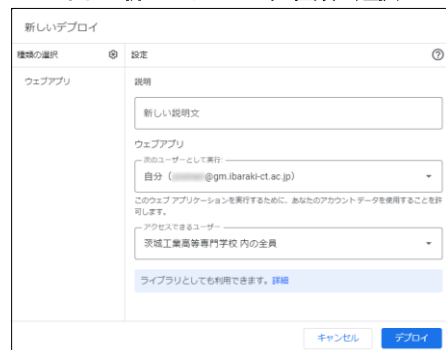 新しいデプロイ
種類の選択
設定
ウェブアプリ
説明
新しい説明文
ウェブアプリ
次のユーザーとして実行:
自分(@gm.ibaraki-ct.ac.jp)
このウェブ アプリケーションを実行するために、あなたのアカウント データを使用することを許
可します。
アクセスできるユーザー
茨城工業高等専門学校 内の全員
ライブラリとしても利用できます。詳細
キャンセル
デプロイ